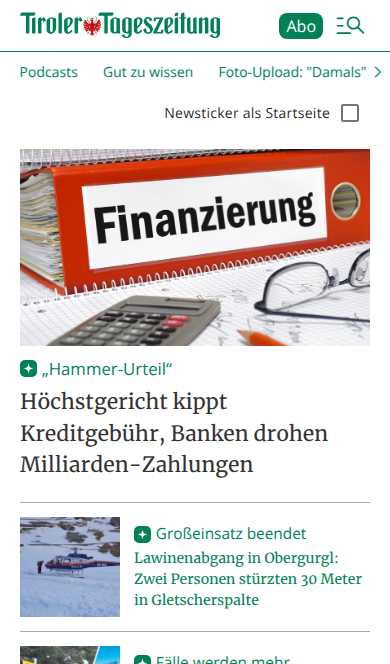 Tiroler Tageszeitung
Abo
Podcasts Gut zu wissen Foto-Upload: "Damals"
Newsticker als Startseite
Finanzierung
„Hammer-Urteil“
Höchstgericht kippt
Kreditgebühr, Banken drohen
Milliarden-Zahlungen
Großeinsatz beendet
Lawinenabgang in Obergurgl:
Zwei Personen stürzten 30 Meter
in Gletscherspalte
Fälle werden mehr